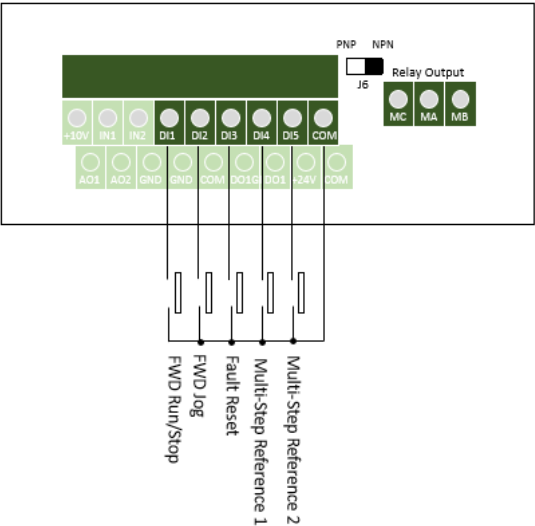 PNP NPN
J6
Relay Output
MC MA MB
+10V IN1 IN2 DI1 DI2 DI3 DI4 DI5 COM
AO1 AO2 GND GND COM DO1GI DO1 +24V COM
FWD Run/Stop
FWD Jog
Fault Reset
Multi-Step Reference 1
Multi-Step Reference 2